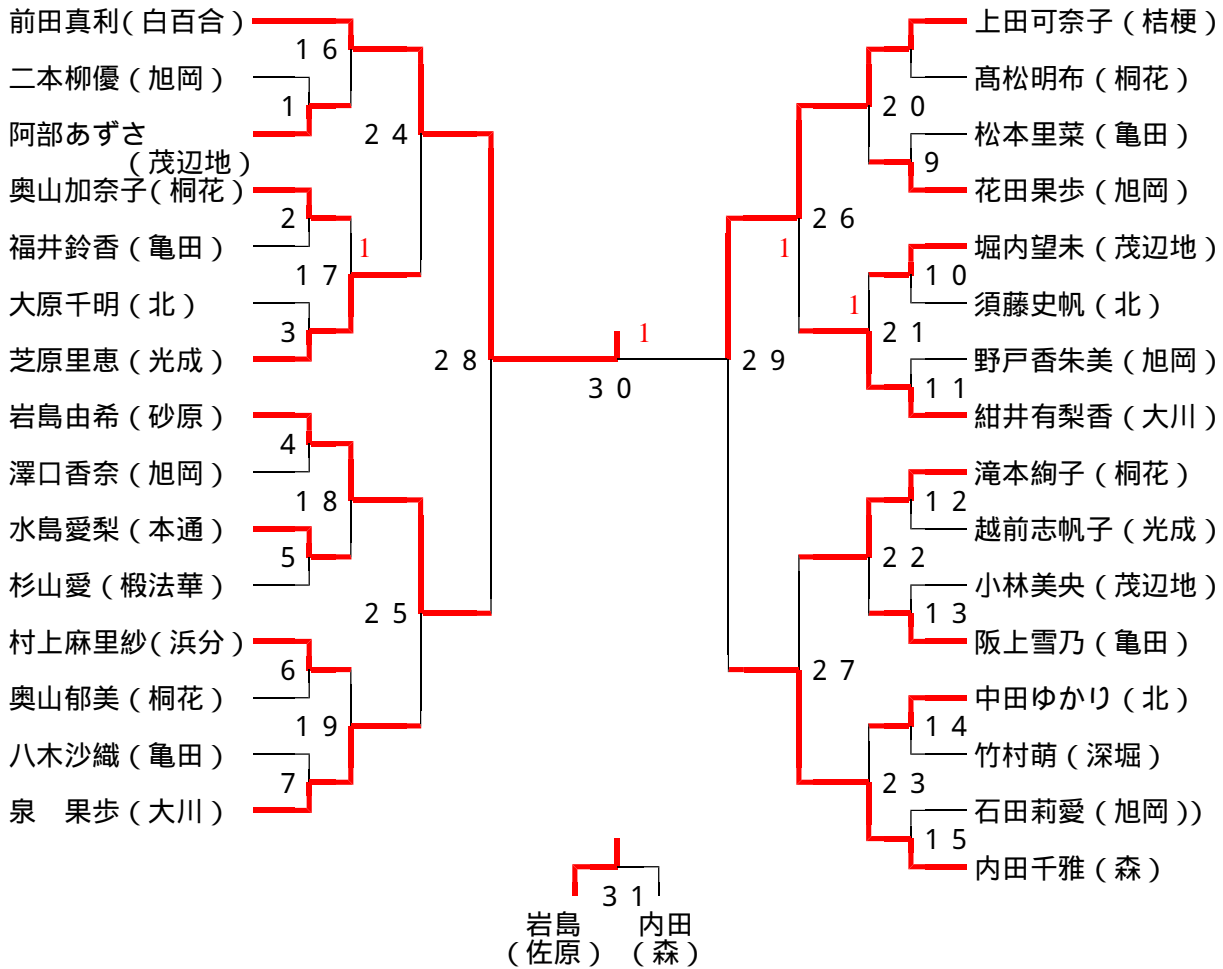 前田真利(白百合)
１６
二本柳優(旭岡)
１
阿部あずさ
(茂辺地)
２４
奥山加奈子(桐花)
２
福井鈴香(亀田)
1
１７
大原千明(北)
３
芝原里恵(光成)
２８
岩島由希(砂原)
４
澤口香奈(旭岡)
１８
水島愛梨(本通)
５
杉山愛(椴法華)
２５
村上麻里紗(浜分)
６
奥山郁美(桐花)
１９
八木沙織(亀田)
７
泉　果歩(大川)
1
３０
上田可奈子(桔梗)
髙松明布(桐花)
２０
松本里菜(亀田)
９
花田果歩(旭岡)
２６
1
堀内望未(茂辺地)
１０
須藤史帆(北)
1
２１
野戸香朱美(旭岡)
２９
１１
紺井有梨香(大川)
滝本絢子(桐花)
１２
越前志帆子(光成)
２２
小林美央(茂辺地)
１３
阪上雪乃(亀田)
２７
中田ゆかり(北)
１４
竹村萌(深堀)
２３
石田莉愛(旭岡))
１５
内田千雅(森)
３１
岩島　内田
(佐原)　(森)